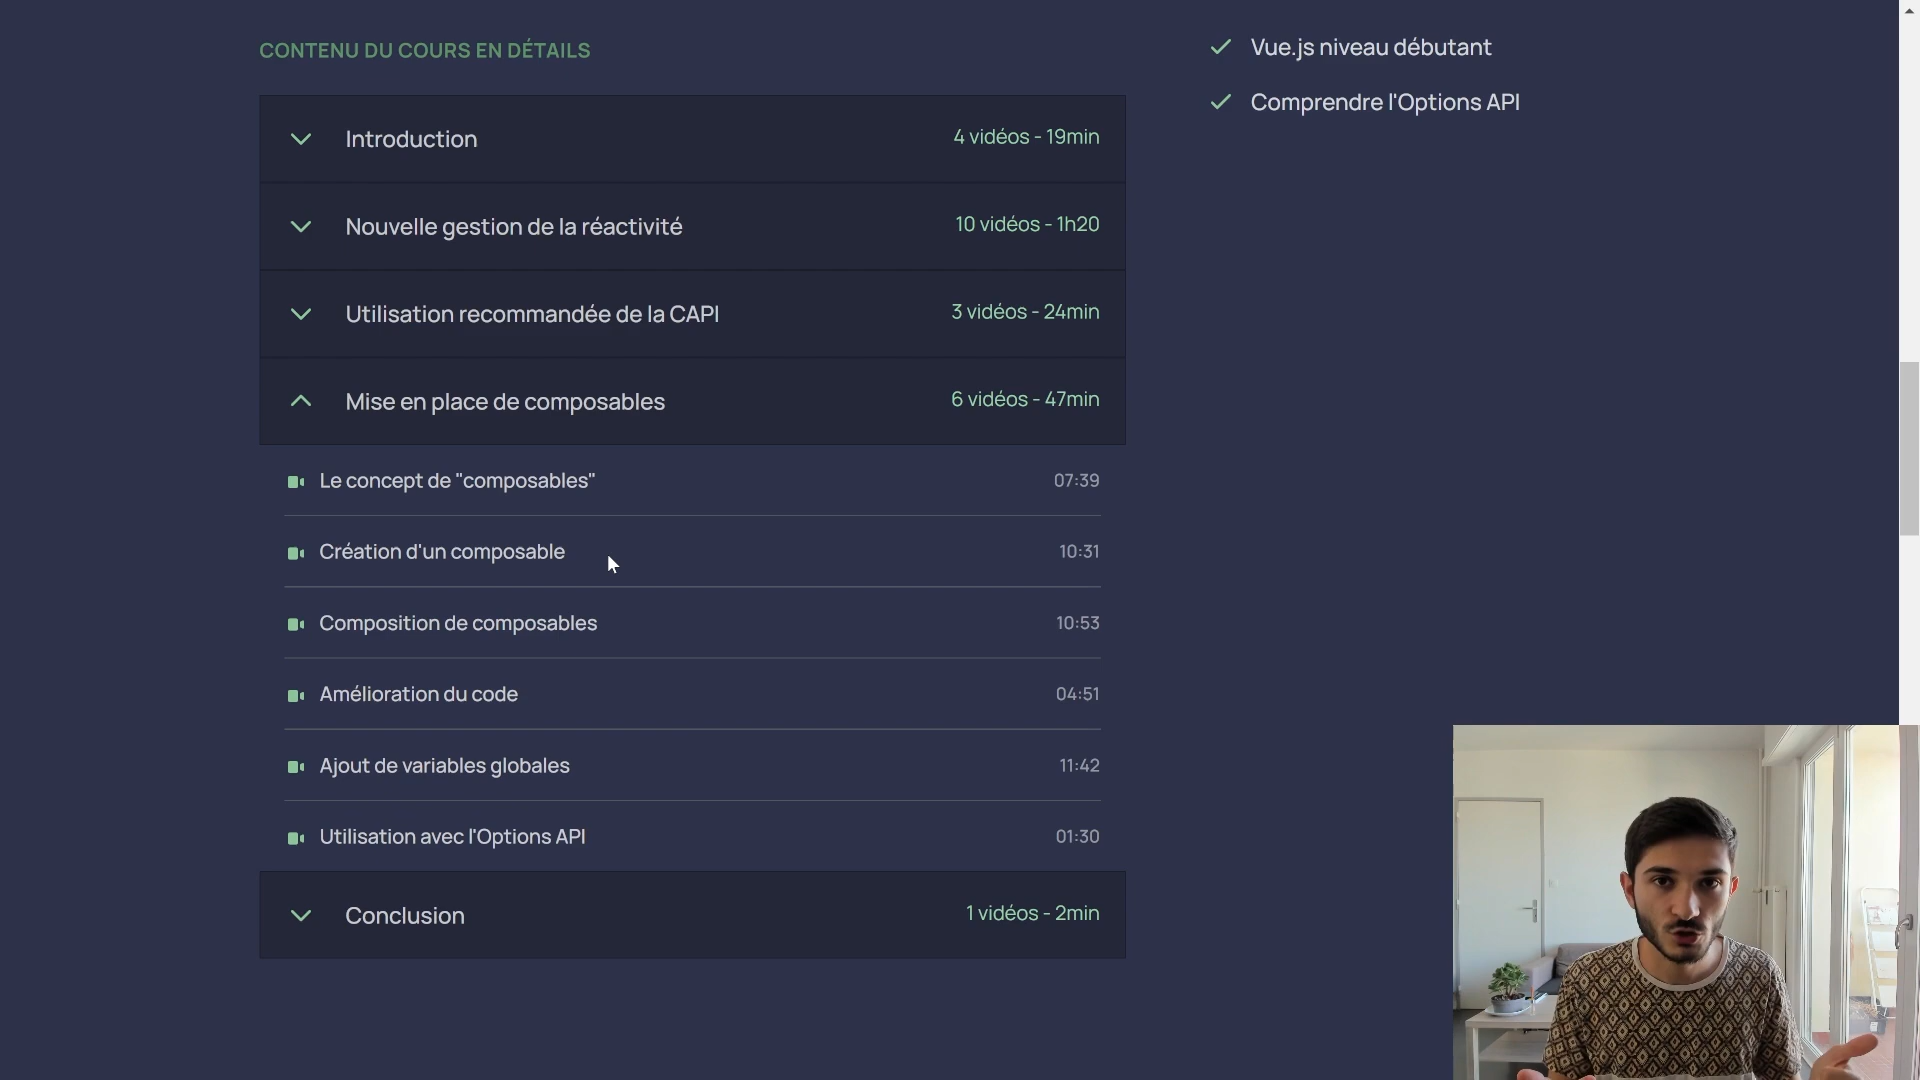 CONTENU DU COURS EN DÉTAILS
Vue.js niveau débutant
Comprendre l'Options API
Introduction 4 vidéos - 19min
Nouvelle gestion de la réactivité 10 vidéos - 1h20
Utilisation recommandée de la CAPI 3 vidéos - 24min
Mise en place de composables 6 vidéos - 47min
Le concept de "composables" 07:39
Création d'un composable 10:31
Composition de composables 10:53
Amélioration du code 04:51
Ajout de variables globales 11:42
Utilisation avec l'Options API 01:30
Conclusion 1 vidéos - 2min